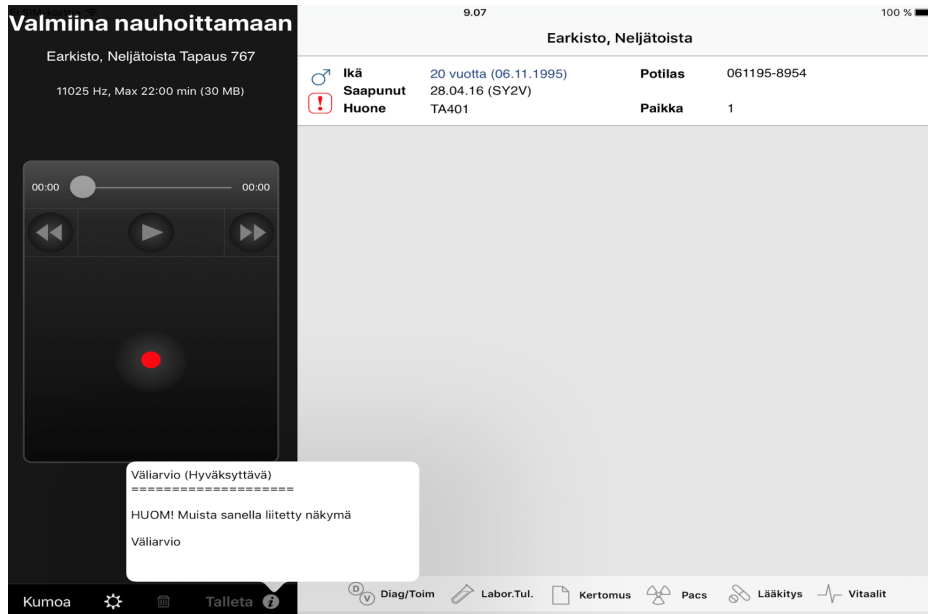 Valmiina nauhoittamaan
Earkisto, Neljätoista Tapaus 767
11025 Hz, Max 22:00 min (30 MB)
00:00
00:00
Väliarvio (Hyväksyttävä)
====================
HUOM! Muista sanella liitetty näkymä
Väliarvio
Kumoa
Talleta
9.07
100 %
Earkisto, Neljätoista
Ikä 20 vuotta (06.11.1995) Potilas 061195-8954
Saapunut 28.04.16 (SY2V)
Huone TA401 Paikka 1
D V Diag/Toim Labor.Tul. Kertomus Pacs Lääkitys Vitaalit